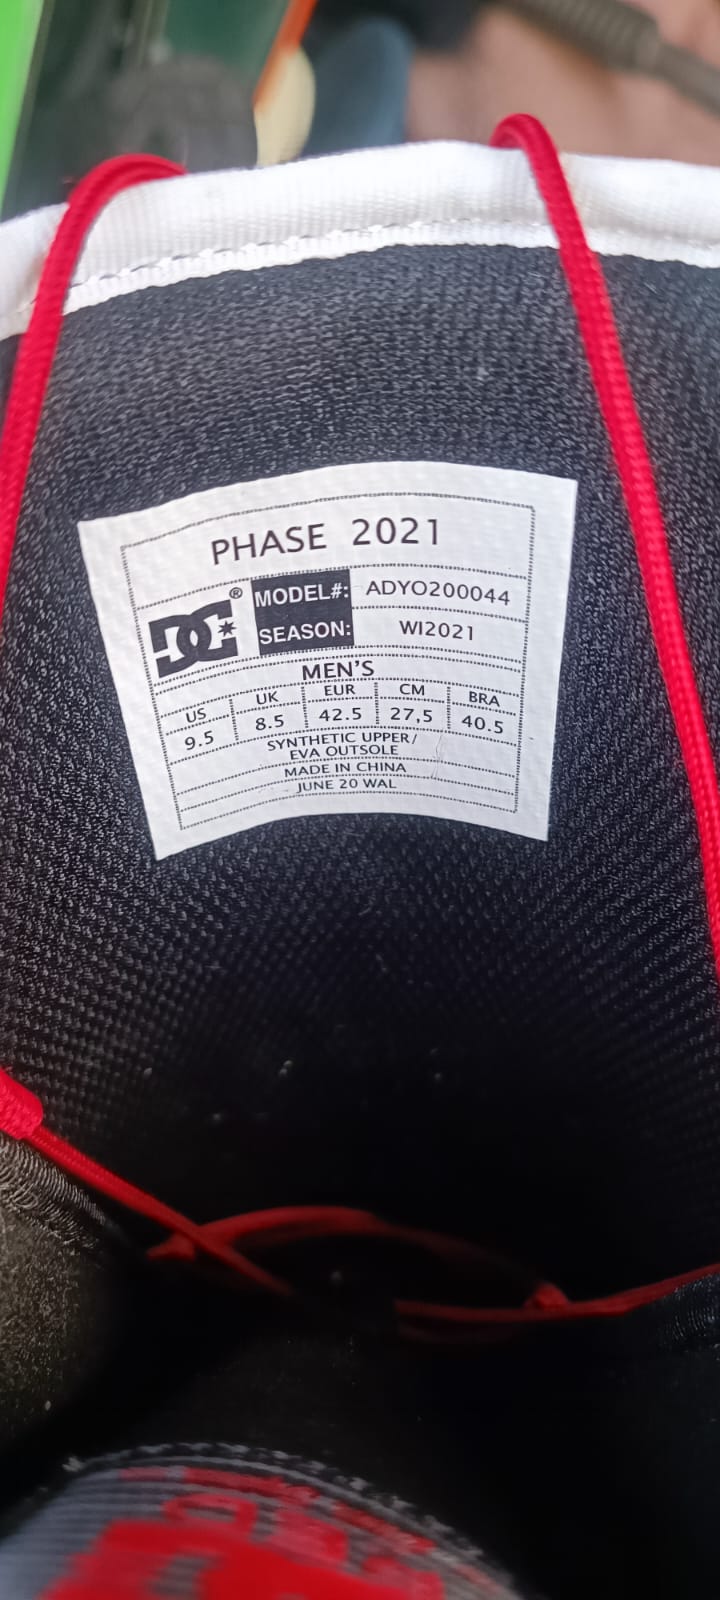 PHASE 2021
DC® MODEL#: ADYO200044
SEASON: WI2021
MEN'S
US UK EUR CM BRA
9.5 8.5 42.5 27,5 40.5
SYNTHETIC UPPER/
EVA OUTSOLE
MADE IN CHINA
JUNE 20 WAL